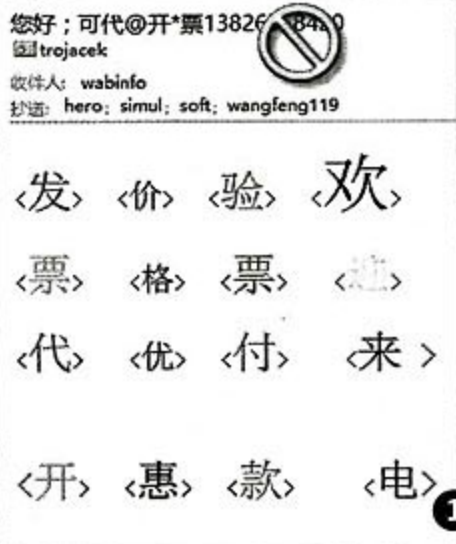 您好；可代@开*票13826 8420
trojacek
收件人: wabinfo
抄送: hero; simul; soft; wangfeng119
<发> <价> <验> <欢>
<票> <格> <票> <迎>
<代> <优> <付> <来 >
<开> <惠> <款> <电>
1